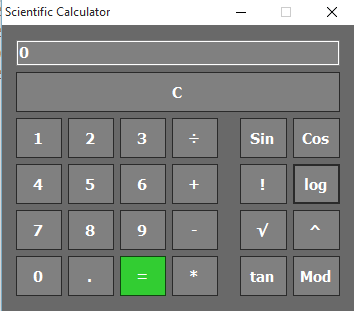 Scientific Calculator
0
C
1 2 3 ÷ Sin Cos
4 5 6 + ! log
7 8 9 - √ ^
0 . = * tan Mod